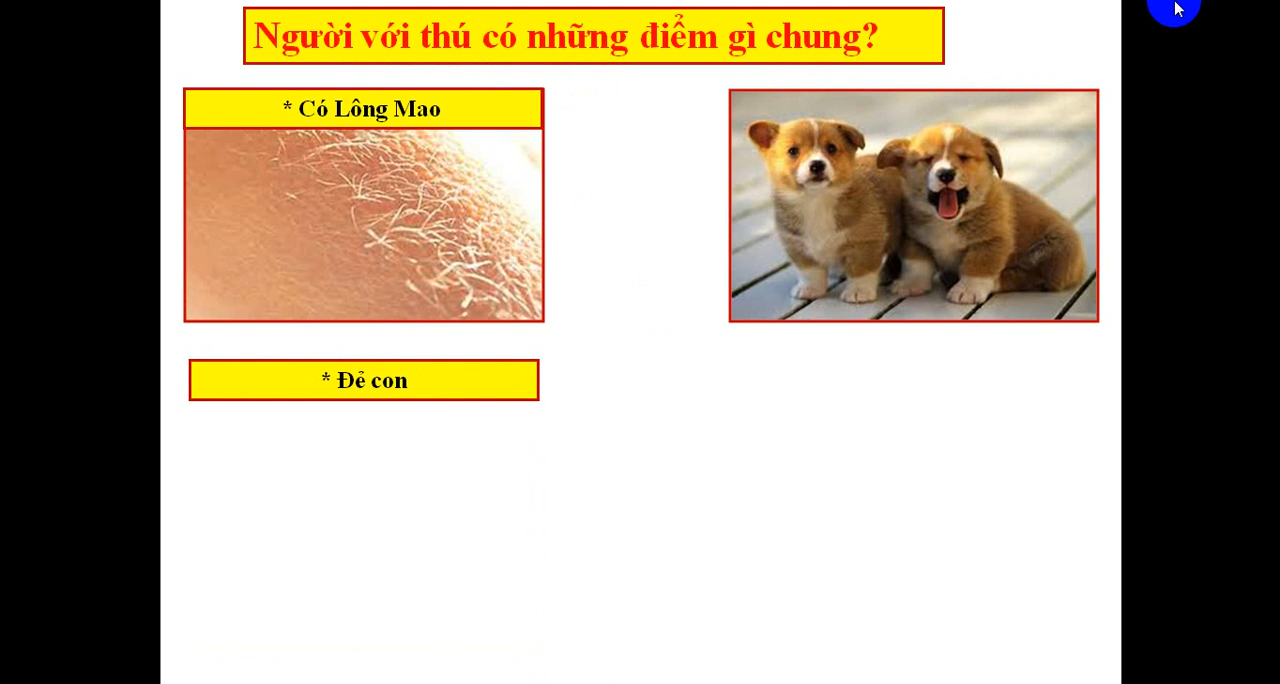 Người với thú có những điểm gì chung?
* Có Lông Mao
* Đẻ con